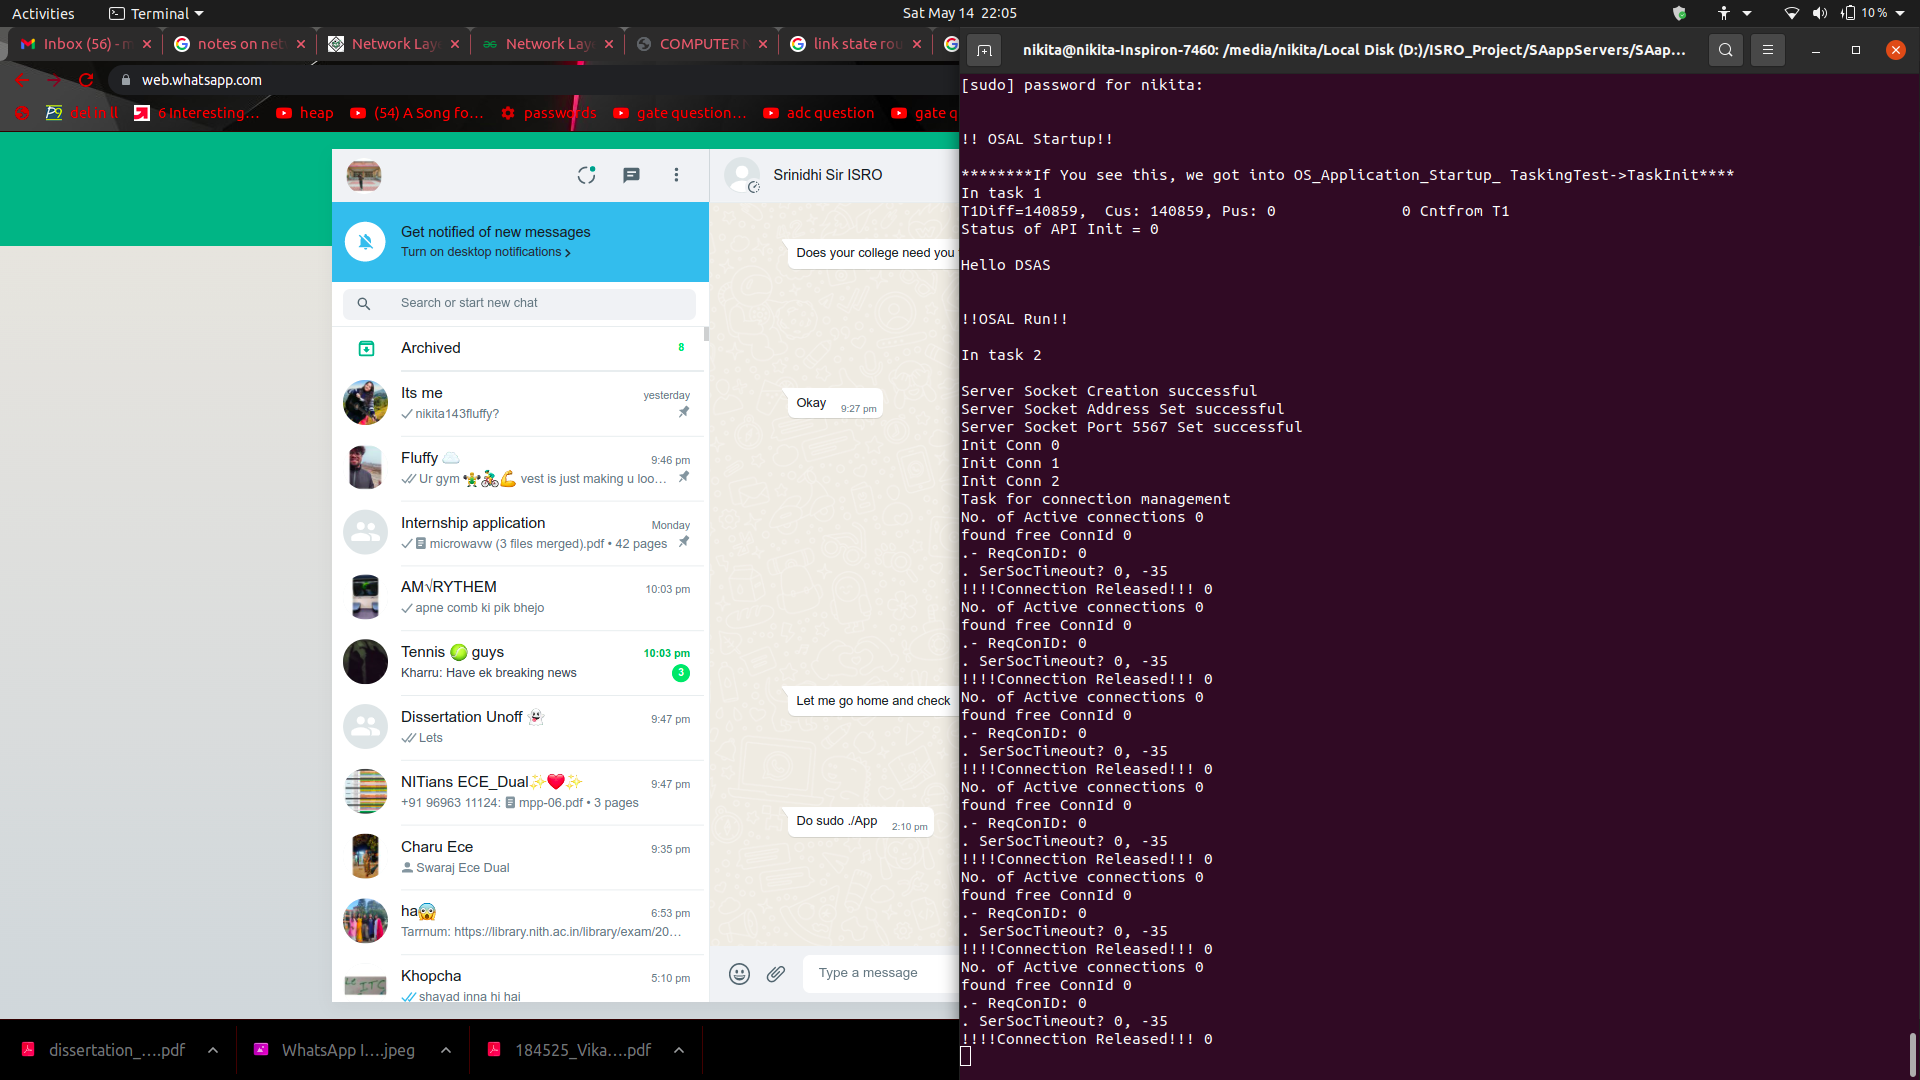 Activities
Terminal
Sat May 14 22:05
10 %
Inbox (56) - m
notes on net
Network Lay
Network Lay
COMPUTER N
link state rou
nikita@nikita-Inspiron-7460: /media/nikita/Local Disk (D:)/ISRO_Project/SAappServers/SAap...
web.whatsapp.com
del in ll
6 Interesting...
heap
(54) A Song fo...
passwords
gate question...
adc question
gate q
Srinidhi Sir ISRO
Get notified of new messages
Turn on desktop notifications >
Search or start new chat
Archived
8
Its me
yesterday
nikita143fluffy?
Fluffy ☁️
9:46 pm
Ur gym 🤹‍♀️🚴💪 vest is just making u loo...
Internship application
Monday
microwavw (3 files merged).pdf • 42 pages
AM√RYTHEM
10:03 pm
apne comb ki pik bhejo
Tennis 🎾 guys
10:03 pm
Kharru: Have ek breaking news
3
Dissertation Unoff 👻
9:47 pm
Lets
NITians ECE_Dual✨❤️✨
9:47 pm
+91 96963 11124: mpp-06.pdf • 3 pages
Charu Ece
9:35 pm
Swaraj Ece Dual
ha😱
6:53 pm
Tarrnum: https://library.nith.ac.in/library/exam/20...
Khopcha
5:10 pm
shayad inna hi hai
Does your college need you
Okay
9:27 pm
Let me go home and check
Do sudo ./App
2:10 pm
Type a message
[sudo] password for nikita:
!! OSAL Startup!!
********If You see this, we got into OS_Application_Startup_ TaskingTest->TaskInit****
In task 1
T1Diff=140859,  Cus: 140859, Pus: 0              0 Cntfrom T1
Status of API Init = 0
Hello DSAS
!!OSAL Run!!
In task 2
Server Socket Creation successful
Server Socket Address Set successful
Server Socket Port 5567 Set successful
Init Conn 0
Init Conn 1
Init Conn 2
Task for connection management
No. of Active connections 0
found free ConnId 0
.- ReqConID: 0
. SerSocTimeout? 0, -35
!!!!Connection Released!!! 0
No. of Active connections 0
found free ConnId 0
.- ReqConID: 0
. SerSocTimeout? 0, -35
!!!!Connection Released!!! 0
No. of Active connections 0
found free ConnId 0
.- ReqConID: 0
. SerSocTimeout? 0, -35
!!!!Connection Released!!! 0
No. of Active connections 0
found free ConnId 0
.- ReqConID: 0
. SerSocTimeout? 0, -35
!!!!Connection Released!!! 0
No. of Active connections 0
found free ConnId 0
.- ReqConID: 0
. SerSocTimeout? 0, -35
!!!!Connection Released!!! 0
No. of Active connections 0
found free ConnId 0
.- ReqConID: 0
. SerSocTimeout? 0, -35
!!!!Connection Released!!! 0
dissertation_....pdf
WhatsApp I....jpeg
184525_Vika....pdf